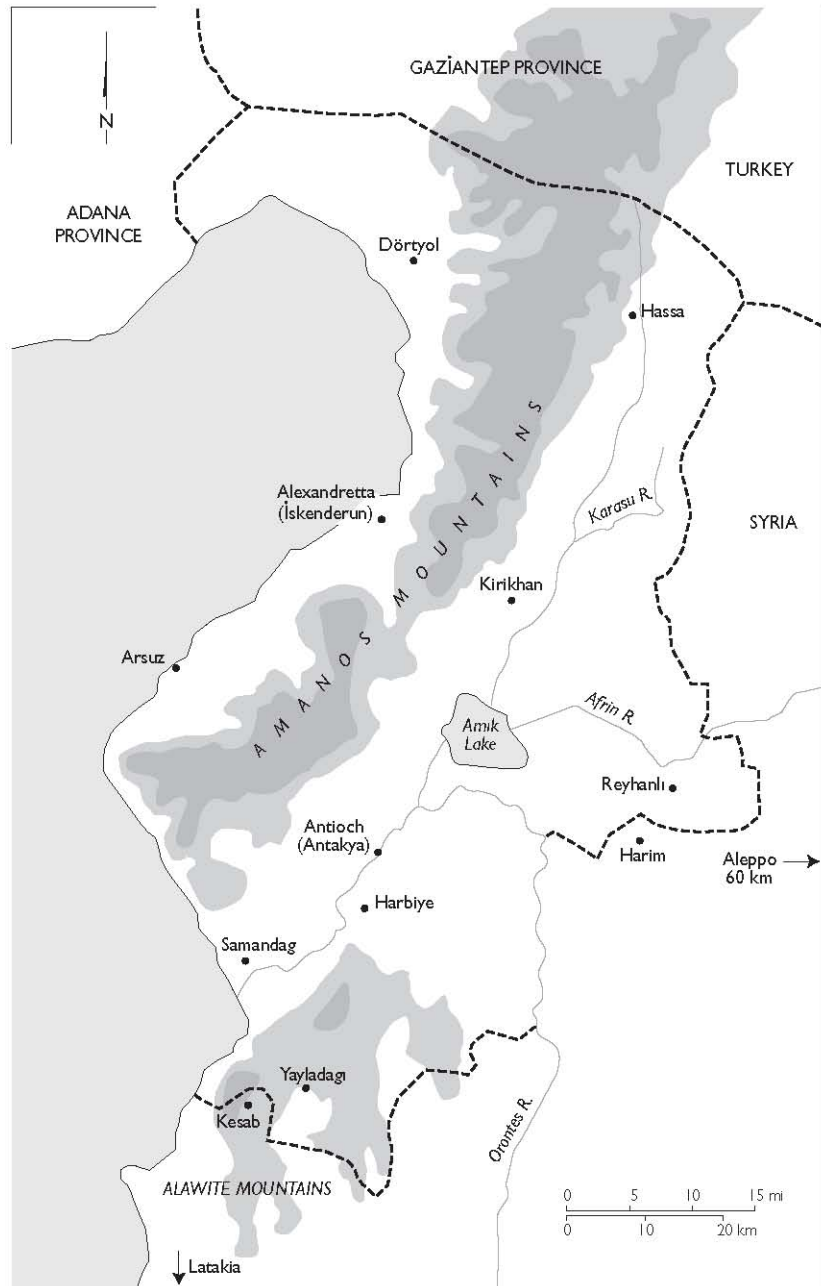 GAZİANTEP PROVINCE
N
TURKEY
ADANA
PROVINCE
Dörtyol
Hassa
AMANOS MOUNTAINS
Alexandretta
(İskenderun)
Karasu R.
SYRIA
Kirikhan
Arsuz
Afrin R.
Amik
Lake
Reyhanlı
Antioch
(Antakya)
Harim
Aleppo
60 km
Harbiye
Samandag
Yayladagı
Kesab
Orontes R.
ALAWITE MOUNTAINS
0 5 10 15 mi
0 10 20 km
Latakia